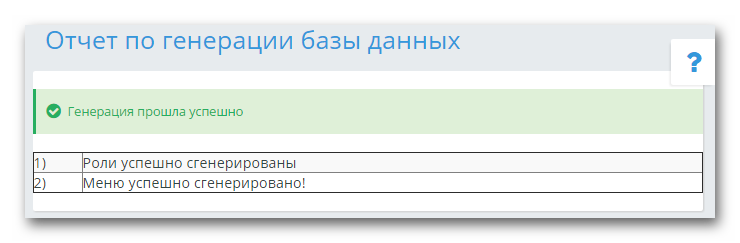 Отчет по генерации базы данных
?
Генерация прошла успешно
1) Роли успешно сгенерированы
2) Меню успешно сгенерировано!